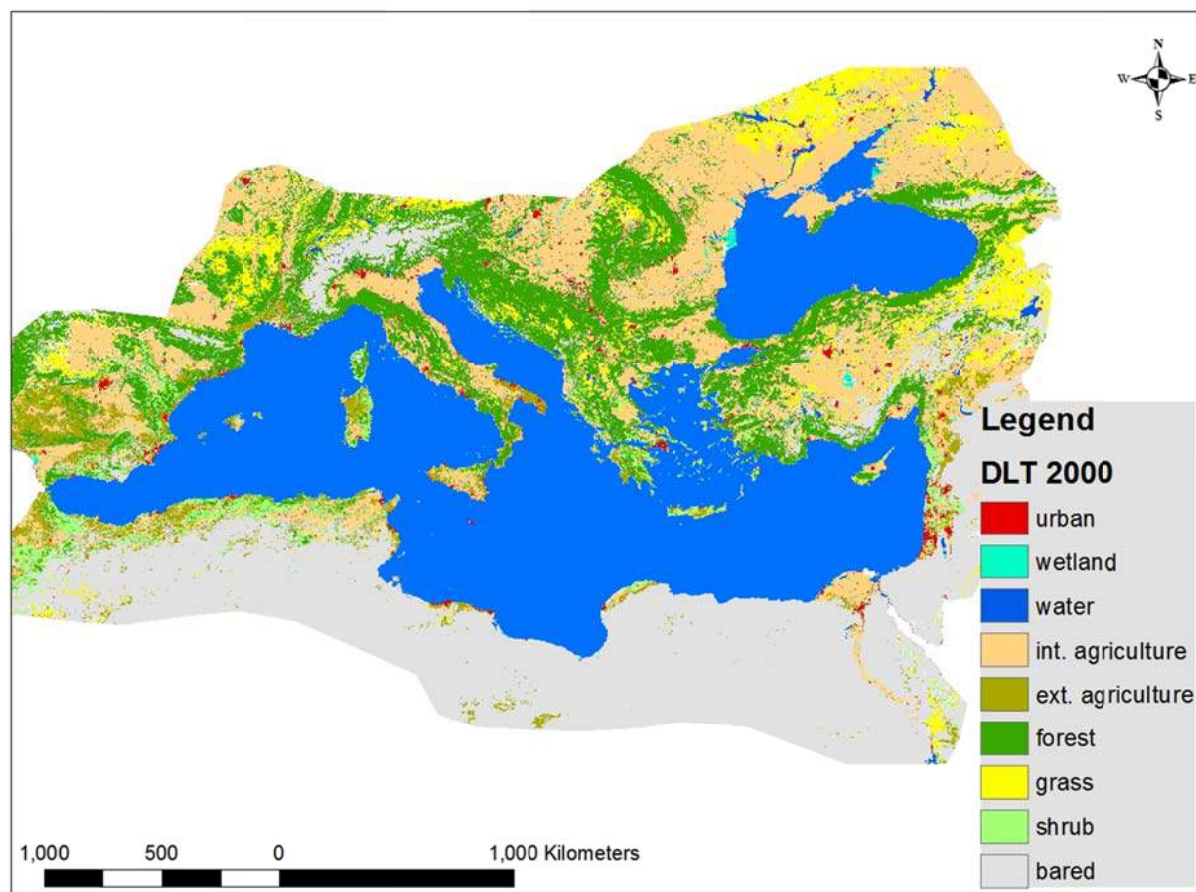 N
W E
S
Legend
DLT 2000
urban
wetland
water
int. agriculture
ext. agriculture
forest
grass
shrub
bared
1,000 500 0 1,000 Kilometers